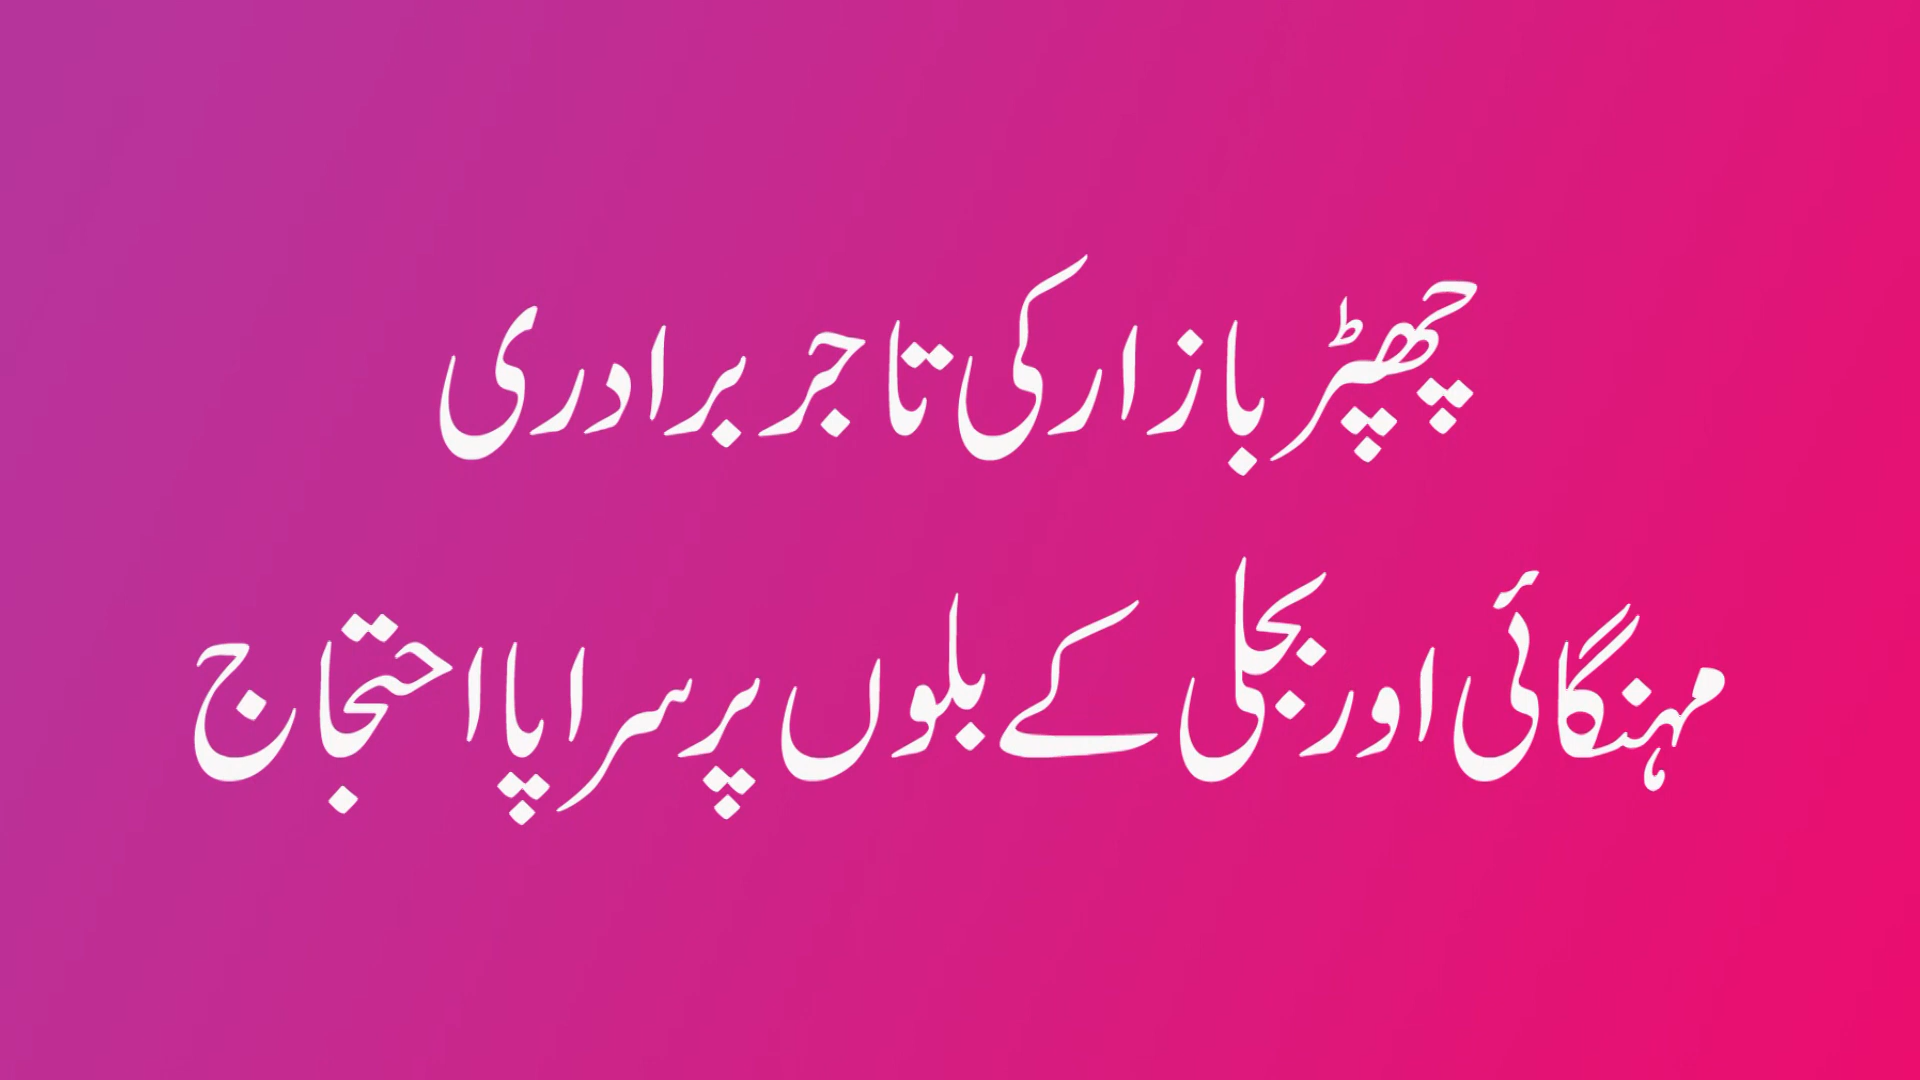 چھپڑ بازار کی تاجر برادری
مہنگائی اور بجلی کے بلوں پر سراپا احتجاج